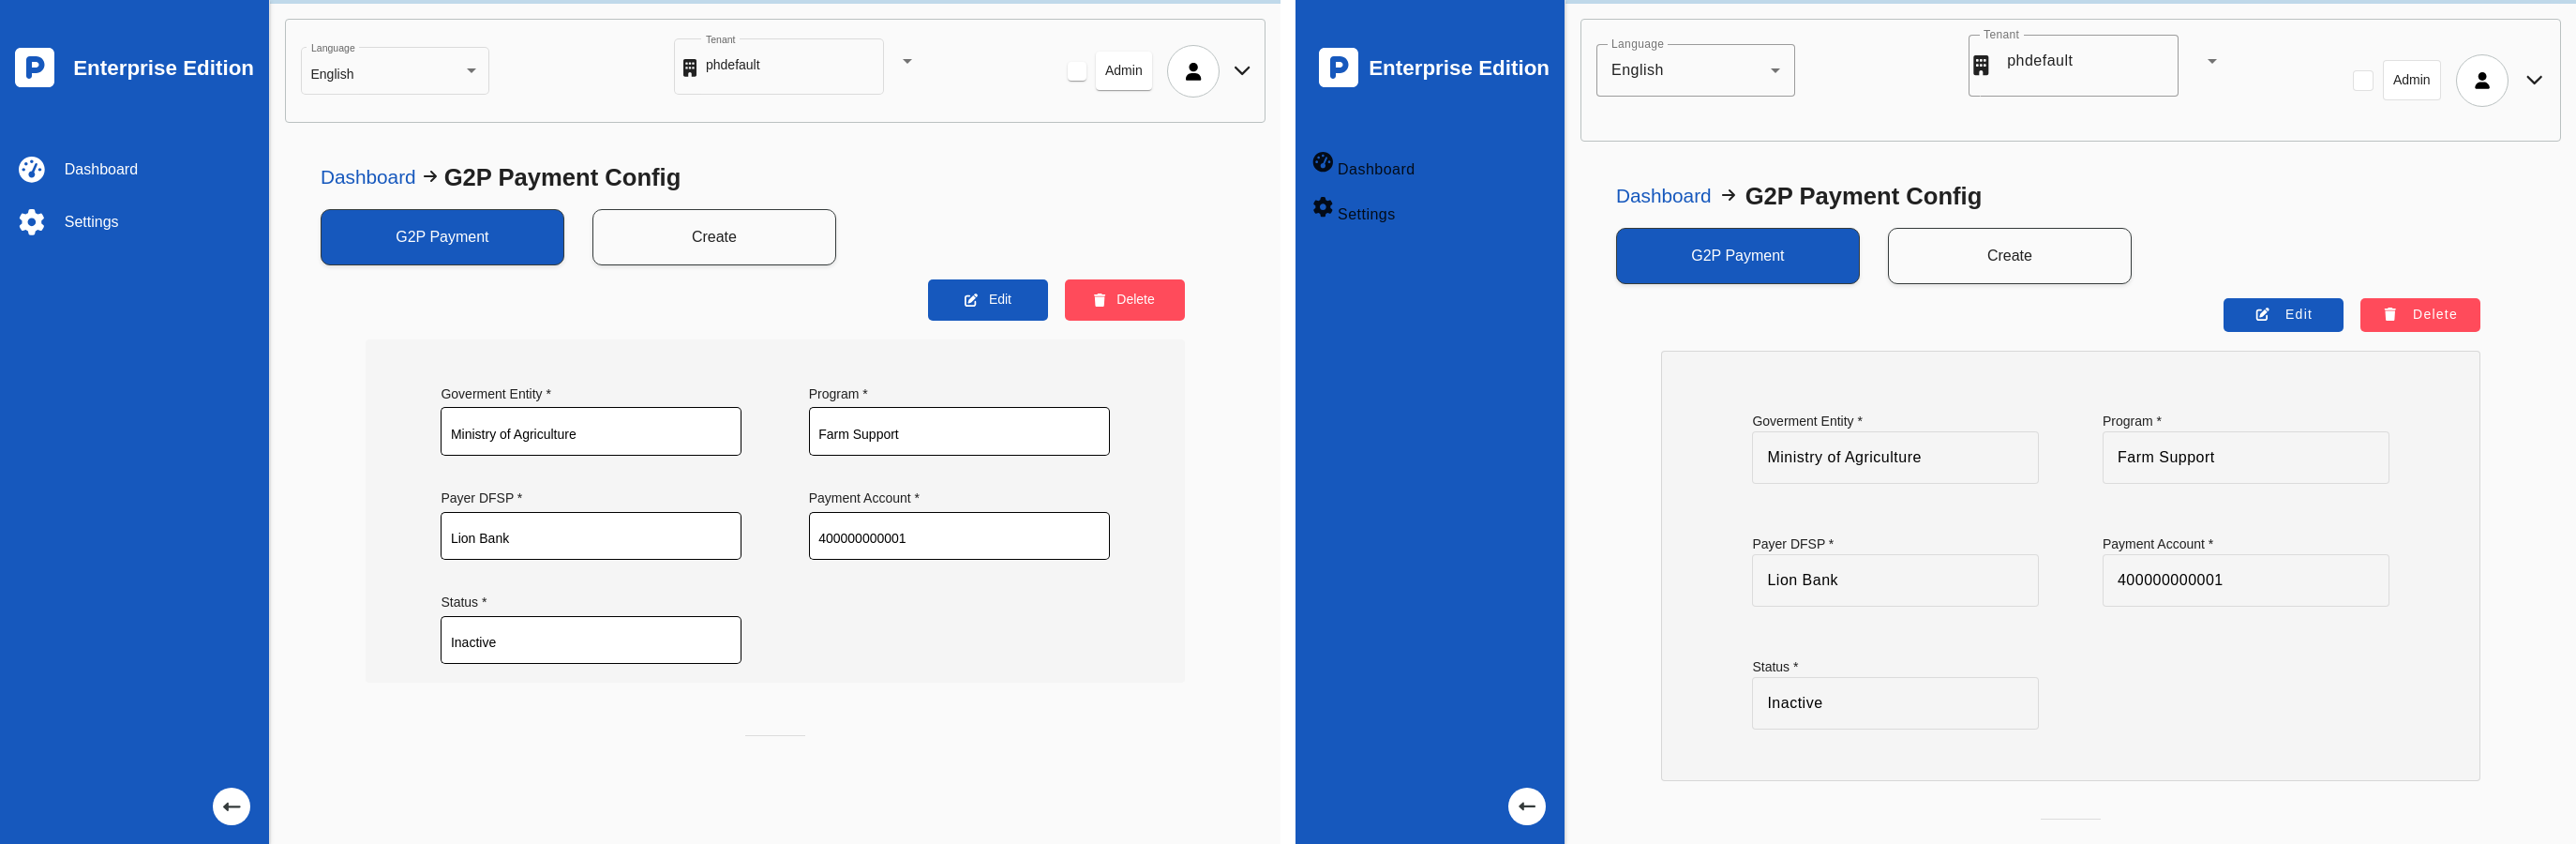 Enterprise Edition
Dashboard
Settings
Language
English
Tenant
phdefault
Admin
Dashboard → G2P Payment Config
G2P Payment
Create
Edit
Delete
Goverment Entity *
Ministry of Agriculture
Program *
Farm Support
Payer DFSP *
Lion Bank
Payment Account *
400000000001
Status *
Inactive
Enterprise Edition
Dashboard
Settings
Language
English
Tenant
phdefault
Admin
Dashboard → G2P Payment Config
G2P Payment
Create
Edit
Delete
Goverment Entity *
Ministry of Agriculture
Program *
Farm Support
Payer DFSP *
Lion Bank
Payment Account *
400000000001
Status *
Inactive